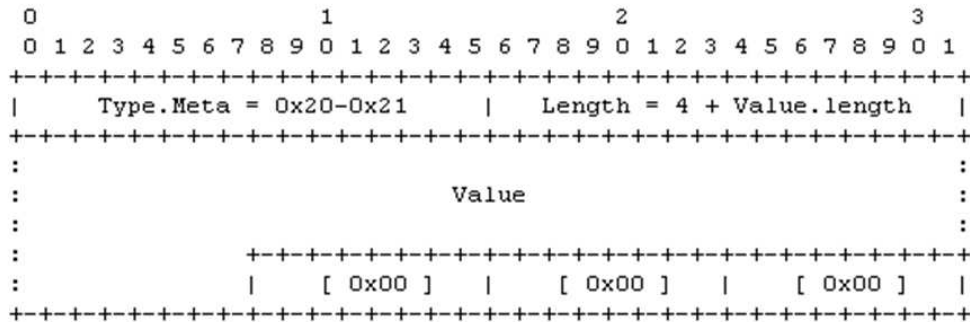 0                   1                   2                   3
 0 1 2 3 4 5 6 7 8 9 0 1 2 3 4 5 6 7 8 9 0 1 2 3 4 5 6 7 8 9 0 1
+-+-+-+-+-+-+-+-+-+-+-+-+-+-+-+-+-+-+-+-+-+-+-+-+-+-+-+-+-+-+-+-+
|     Type.Meta = 0x20-0x21     |   Length = 4 + Value.length   |
+-+-+-+-+-+-+-+-+-+-+-+-+-+-+-+-+-+-+-+-+-+-+-+-+-+-+-+-+-+-+-+-+
:                                                               :
:                             Value                             :
:                                                               :
:               +-+-+-+-+-+-+-+-+-+-+-+-+-+-+-+-+-+-+-+-+-+-+-+-+
:               |    [ 0x00 ]   |    [ 0x00 ]   |    [ 0x00 ]   |
+-+-+-+-+-+-+-+-+-+-+-+-+-+-+-+-+-+-+-+-+-+-+-+-+-+-+-+-+-+-+-+-+